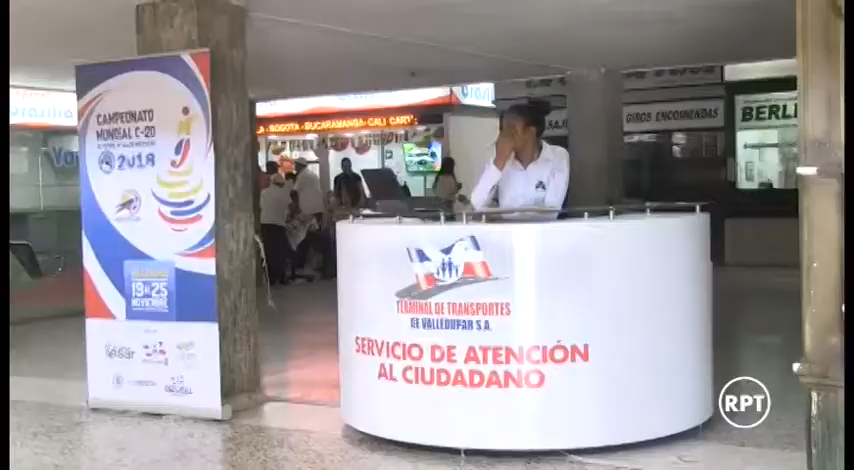 CAMPEONATO
MUNDIAL C-20
2018
19 AL 25
NOVIEMBRE
BOGOTA BUCARAMANGA CALI CART
GIROS ENCOMIENDAS
BERLI
TERMINAL DE TRANSPORTES
DE VALLEDUPAR S.A.
SERVICIO DE ATENCIÓN
AL CIUDADANO
RPT